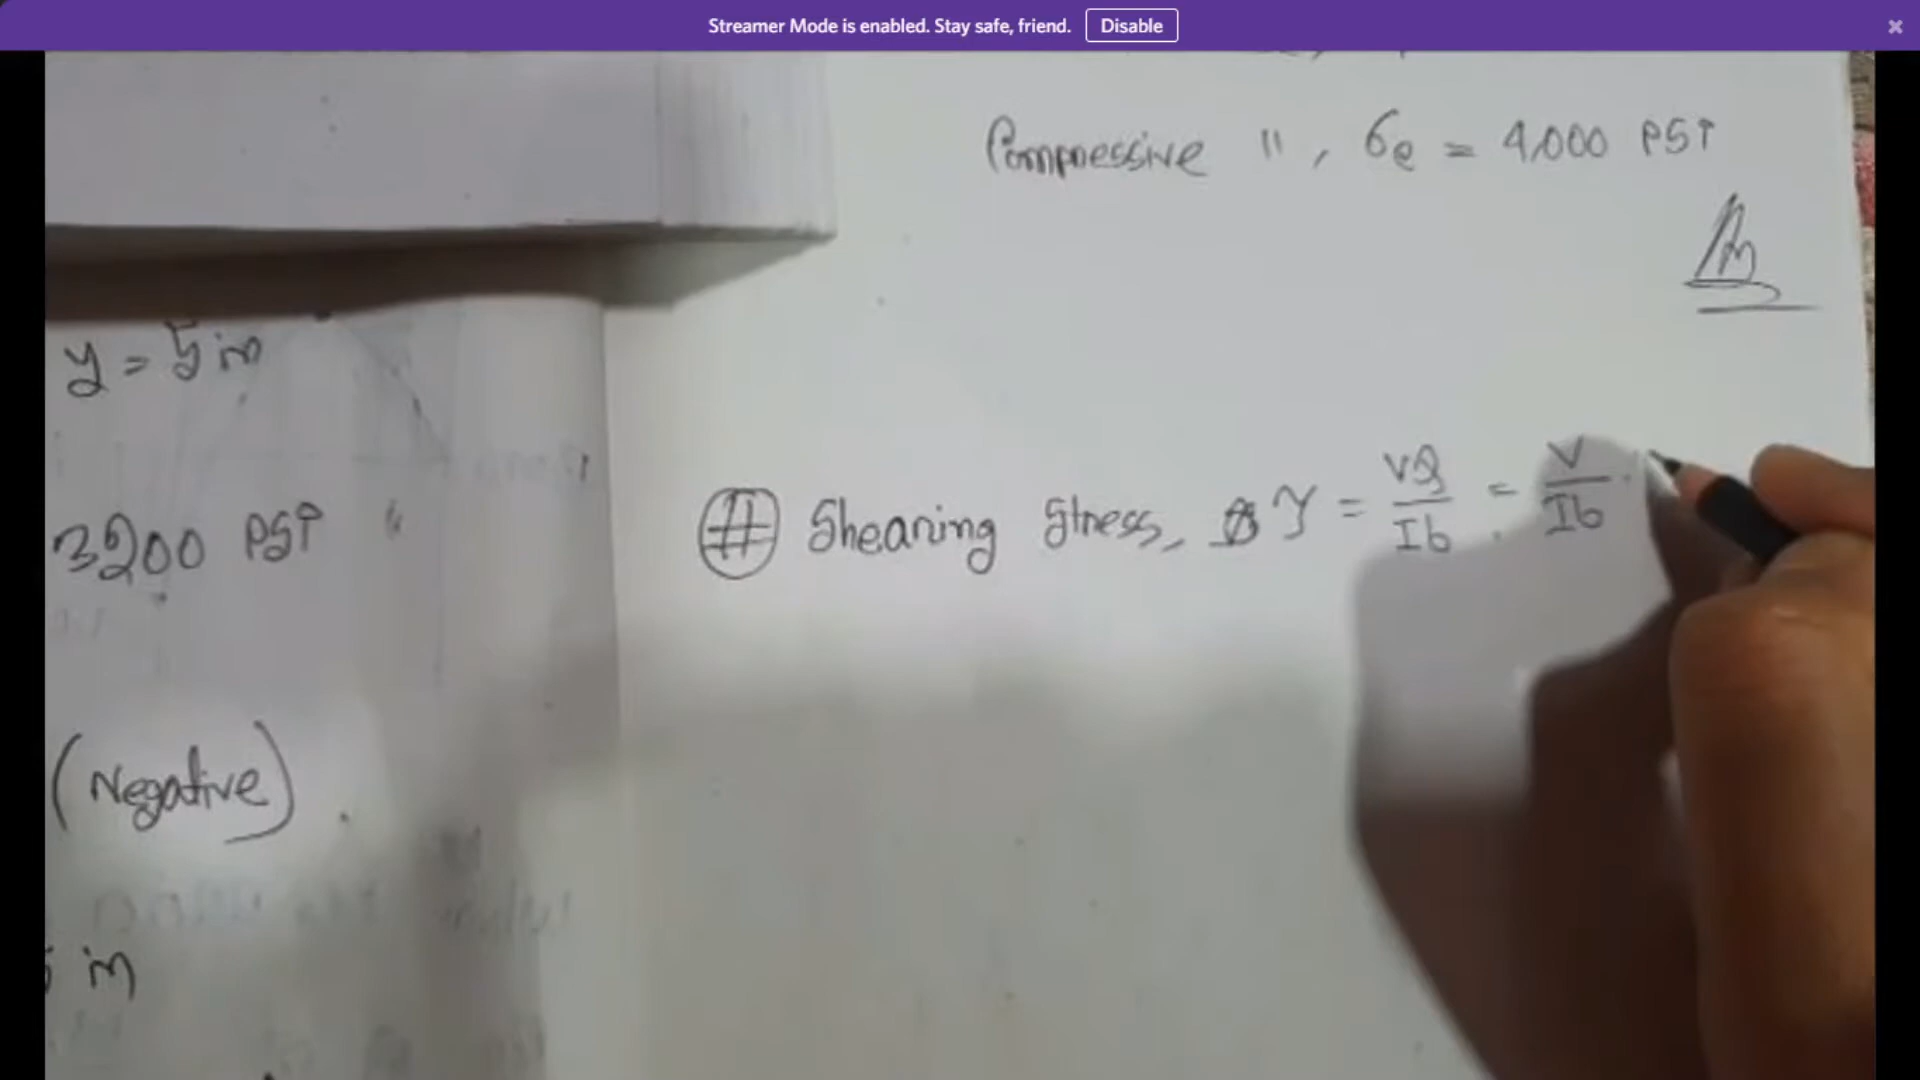 Streamer Mode is enabled. Stay safe, friend. Disable
Compressive ", σc = 4,000 PSI
y = 5 in
3200 PSI
# Shearing Stress, τ = VQ/Ib = V/Ib
(Negative)
in